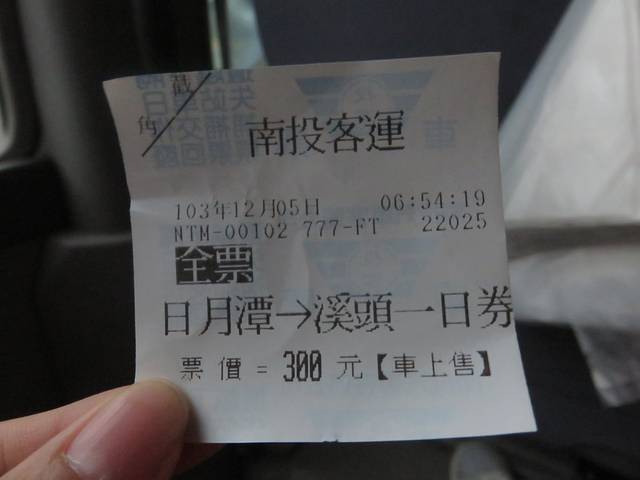 截
角
南投客運
103年12月05日 06:54:19
NTM-00102 777-FT 22025
全票
日月潭→溪頭一日券
票價 = 300 元【車上售】